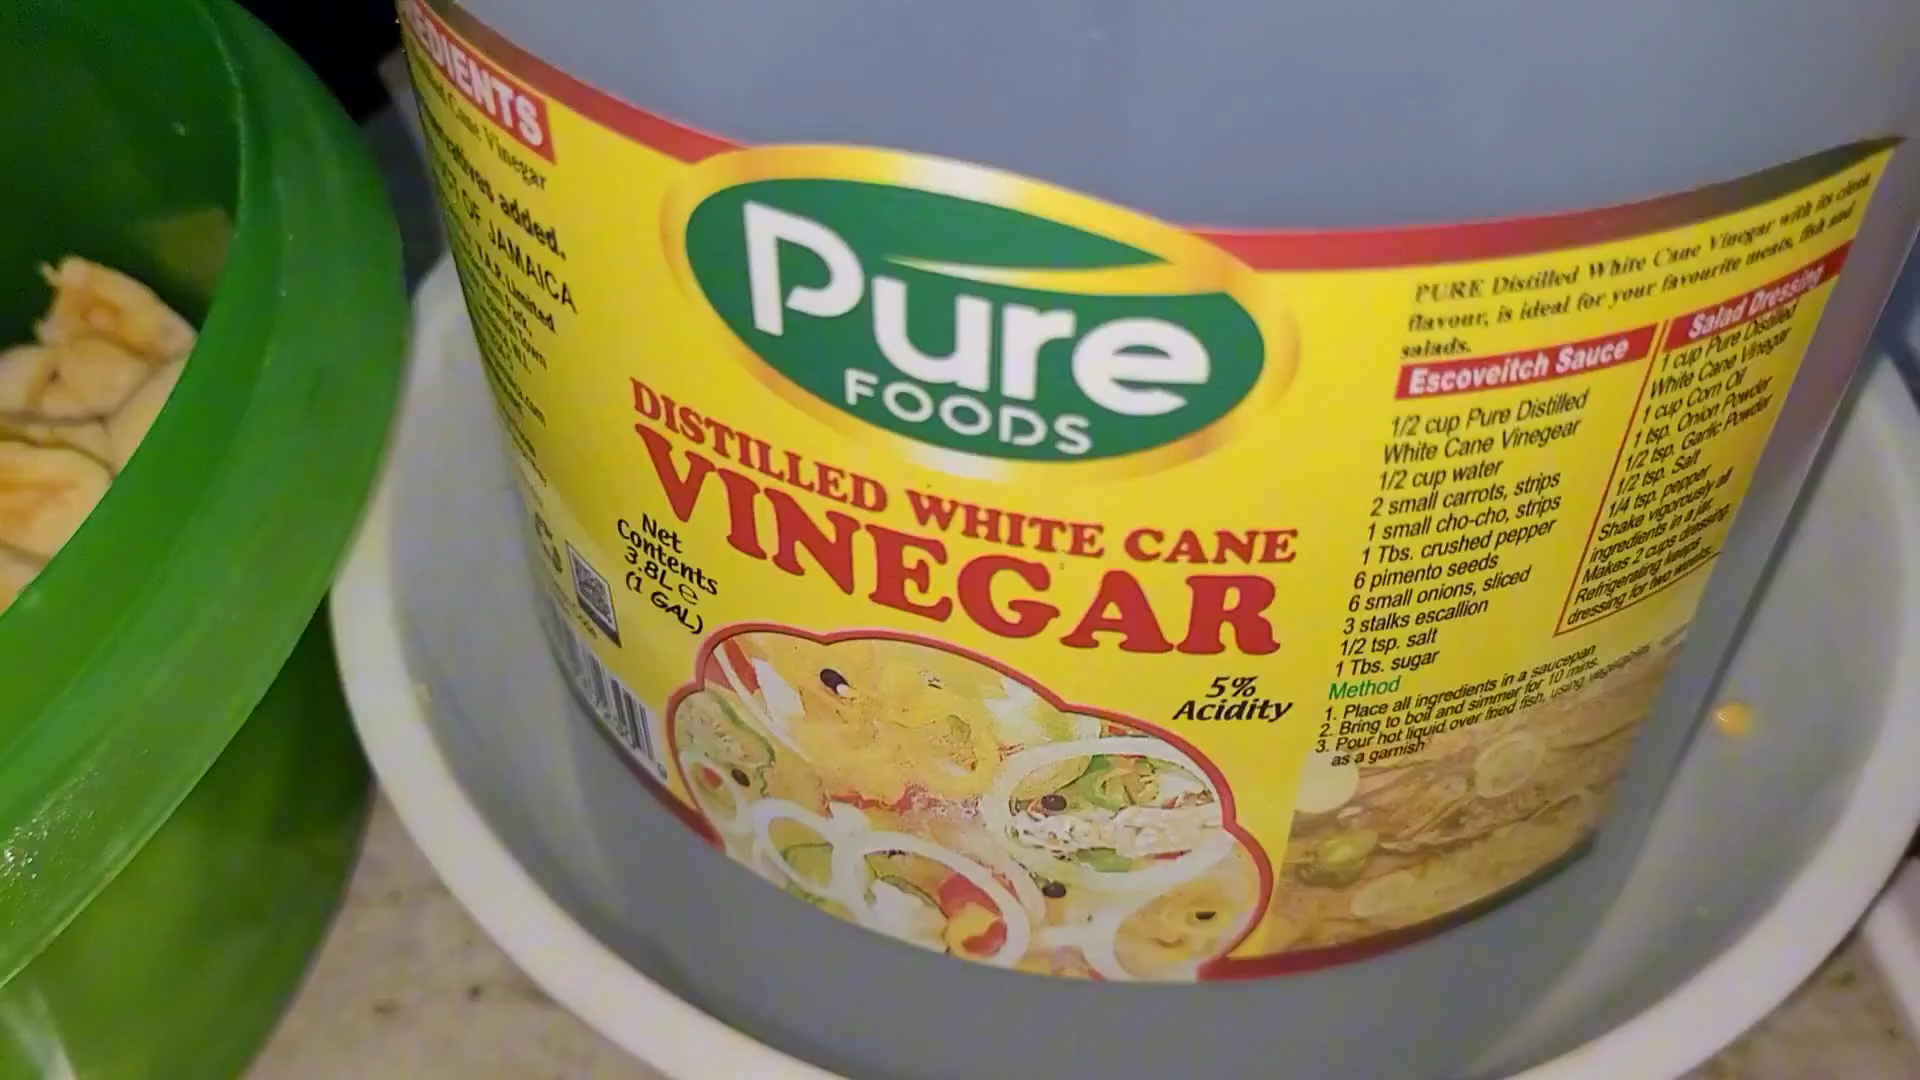 EDIENTS
Cane Vinegar
added.
OF JAMAICA
Limited
Park,
Town
.com
Pure
FOODS
DISTILLED WHITE CANE
VINEGAR
Net
Contents
3.8L e
(1 GAL)
5%
Acidity
PURE Distilled White Cane Vinegar with its clean
flavour, is ideal for your favourite meats, fish and
salads.
Escoveitch Sauce
1/2 cup Pure Distilled
White Cane Vinegear
1/2 cup water
2 small carrots, strips
1 small cho-cho, strips
1 Tbs. crushed pepper
6 pimento seeds
6 small onions, sliced
3 stalks escallion
1/2 tsp. salt
1 Tbs. sugar
Method
1. Place all ingredients in a saucepan
2. Bring to boil and simmer for 10 mins.
3. Pour hot liquid over fried fish, using vegetables
as a garnish
Salad Dressing
1 cup Pure Distilled
White Cane Vinegar
1 cup Corn Oil
1 tsp. Onion Powder
1/2 tsp. Garlic Powder
1/2 tsp. Salt
1/4 tsp. pepper
Shake vigorously all
ingredients in a jar.
Makes 2 cups dressing.
Refrigerating keeps
dressing for two weeks.